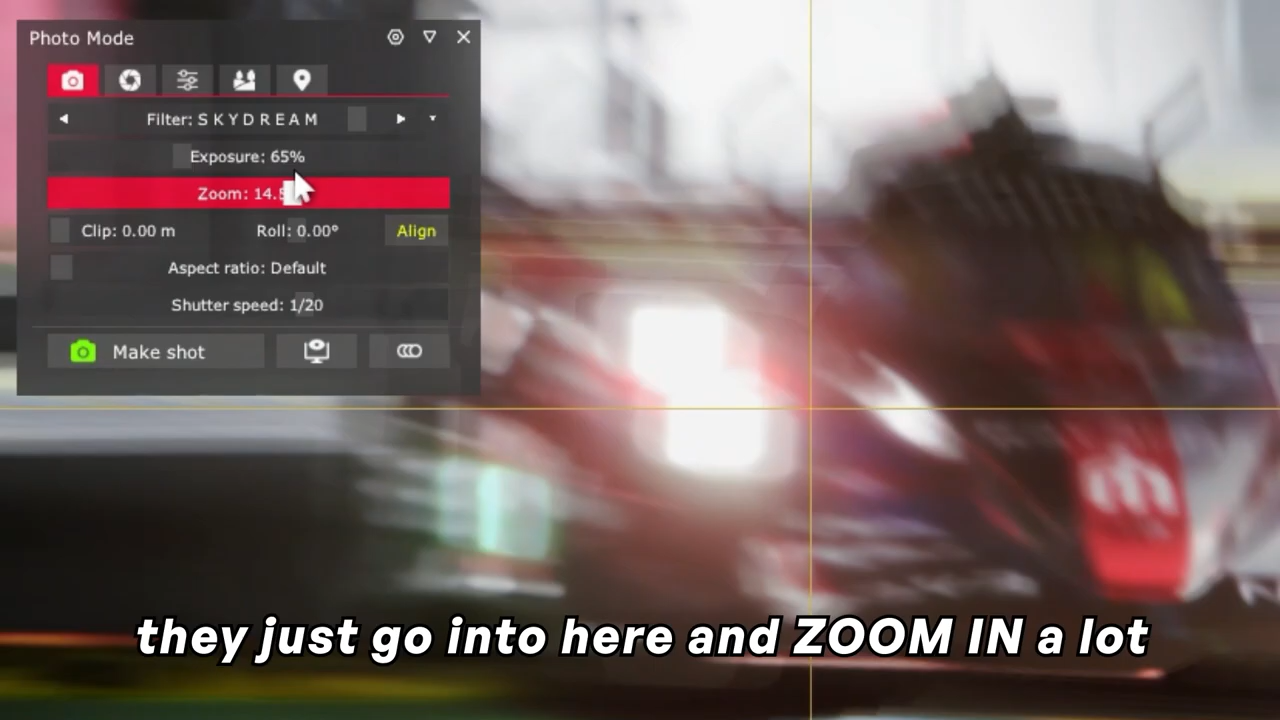 Photo Mode
Filter: S K Y D R E A M
Exposure: 65%
Zoom: 14.5
Clip: 0.00 m Roll: 0.00° Align
Aspect ratio: Default
Shutter speed: 1/20
Make shot
they just go into here and ZOOM IN a lot